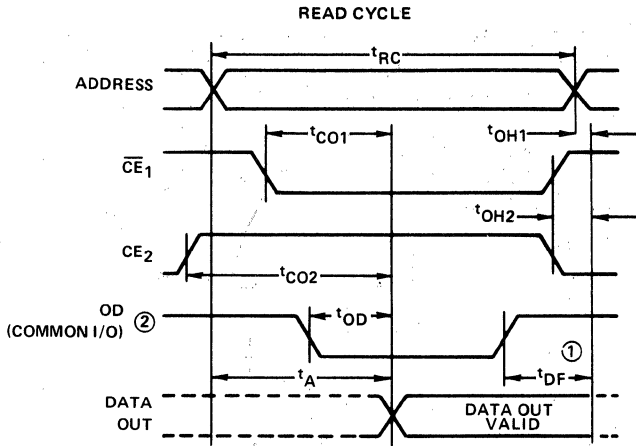 READ CYCLE
tRC
ADDRESS
tCO1
tOH1
CE1
tOH2
CE2
tCO2
OD
(COMMON I/O) ②
tOD
①
tA
tDF
DATA
OUT
DATA OUT
VALID